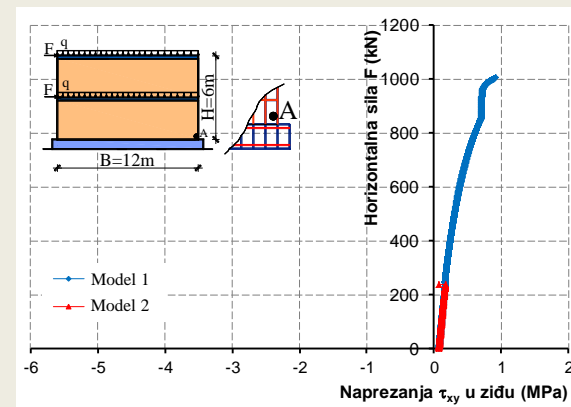 q
F
q
F
A
H=6m
B=12m
A
Horizontalna sila F (kN)
1200
1000
800
600
400
200
0
Model 1
Model 2
-6 -5 -4 -3 -2 -1 0 1 2
Naprezanja τxy u ziđu (MPa)